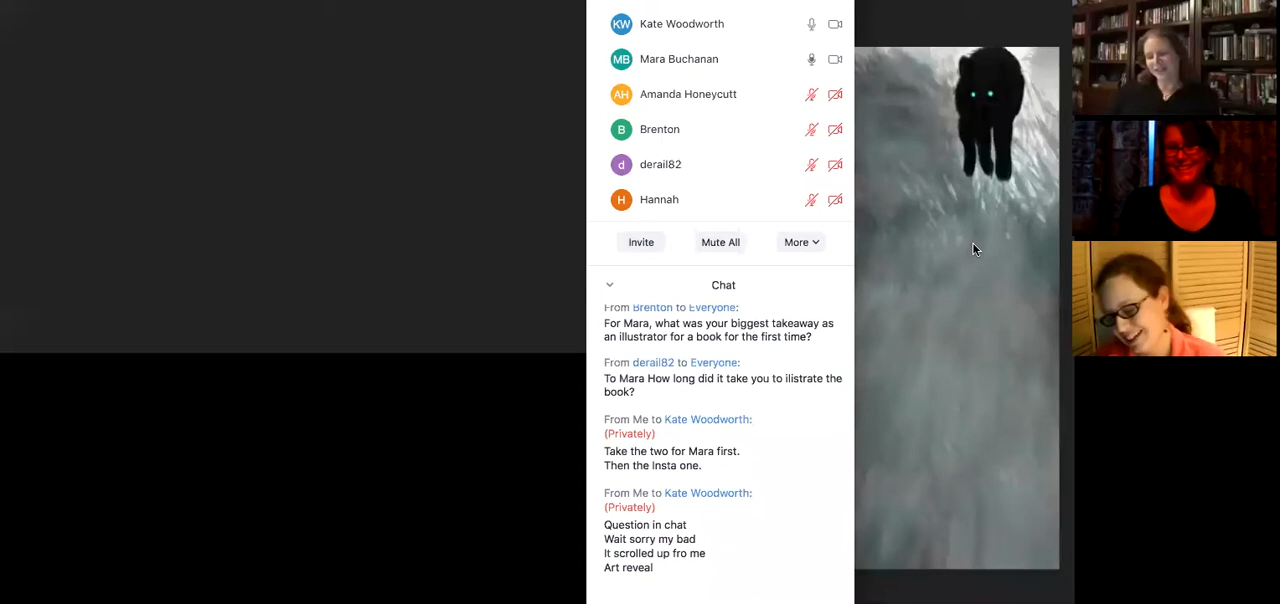 KW Kate Woodworth
MB Mara Buchanan
AH Amanda Honeycutt
B Brenton
d derail82
H Hannah
Invite Mute All More
Chat
From Brenton to Everyone:
For Mara, what was your biggest takeaway as
an illustrator for a book for the first time?
From derail82 to Everyone:
To Mara How long did it take you to ilistrate the
book?
From Me to Kate Woodworth:
(Privately)
Take the two for Mara first.
Then the Insta one.
From Me to Kate Woodworth:
(Privately)
Question in chat
Wait sorry my bad
It scrolled up fro me
Art reveal